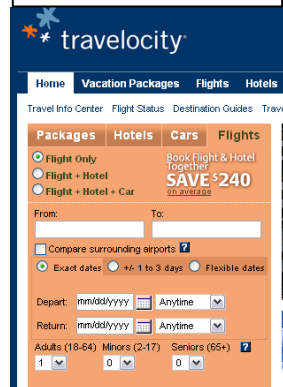 travelocity
Home Vacation Packages Flights Hotels
Travel Info Center Flight Status Destination Guides Trave
Packages Hotels Cars Flights
Flight Only
Flight + Hotel
Flight + Hotel + Car
Book Flight & Hotel
Together
SAVE $240
on average
From: To:
Compare surrounding airports ?
Exact dates +/- 1 to 3 days Flexible dates
Depart: mm/dd/yyyy Anytime
Return: mm/dd/yyyy Anytime
Adults (18-64) Minors (2-17) Seniors (65+) ?
1 0 0